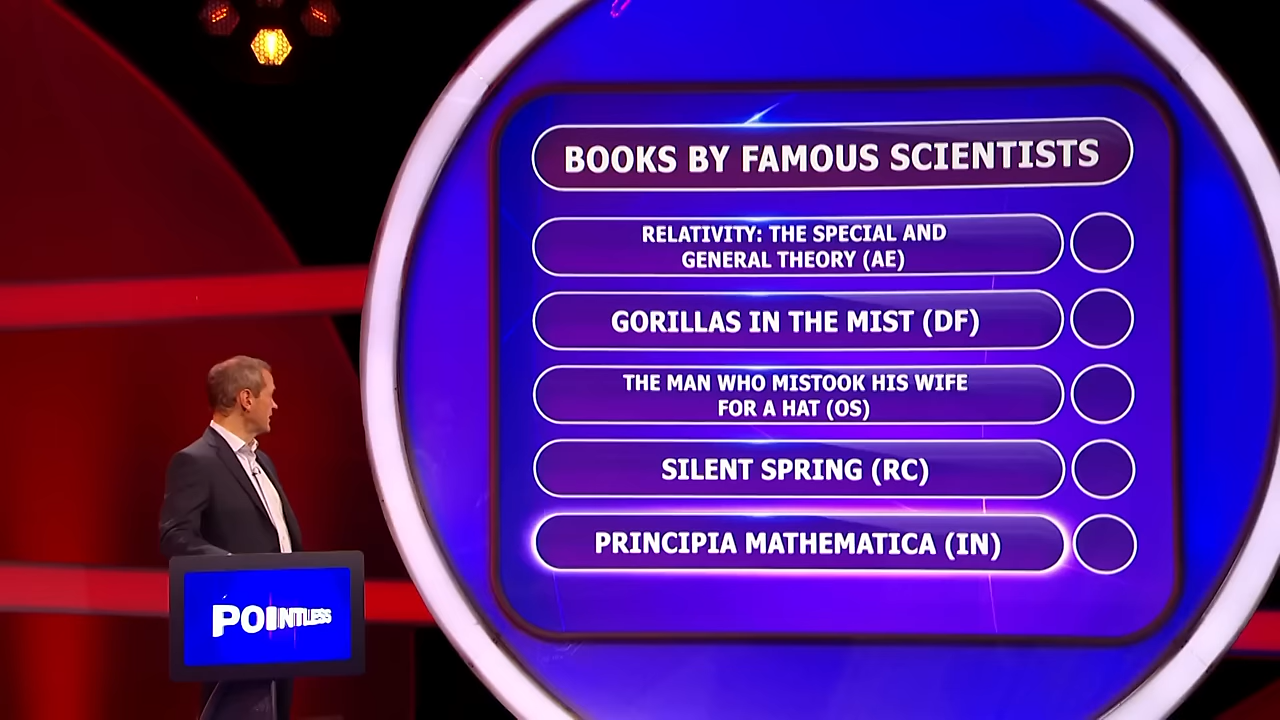 BOOKS BY FAMOUS SCIENTISTS
RELATIVITY: THE SPECIAL AND
GENERAL THEORY (AE)
GORILLAS IN THE MIST (DF)
THE MAN WHO MISTOOK HIS WIFE
FOR A HAT (OS)
SILENT SPRING (RC)
PRINCIPIA MATHEMATICA (IN)
POINTLESS